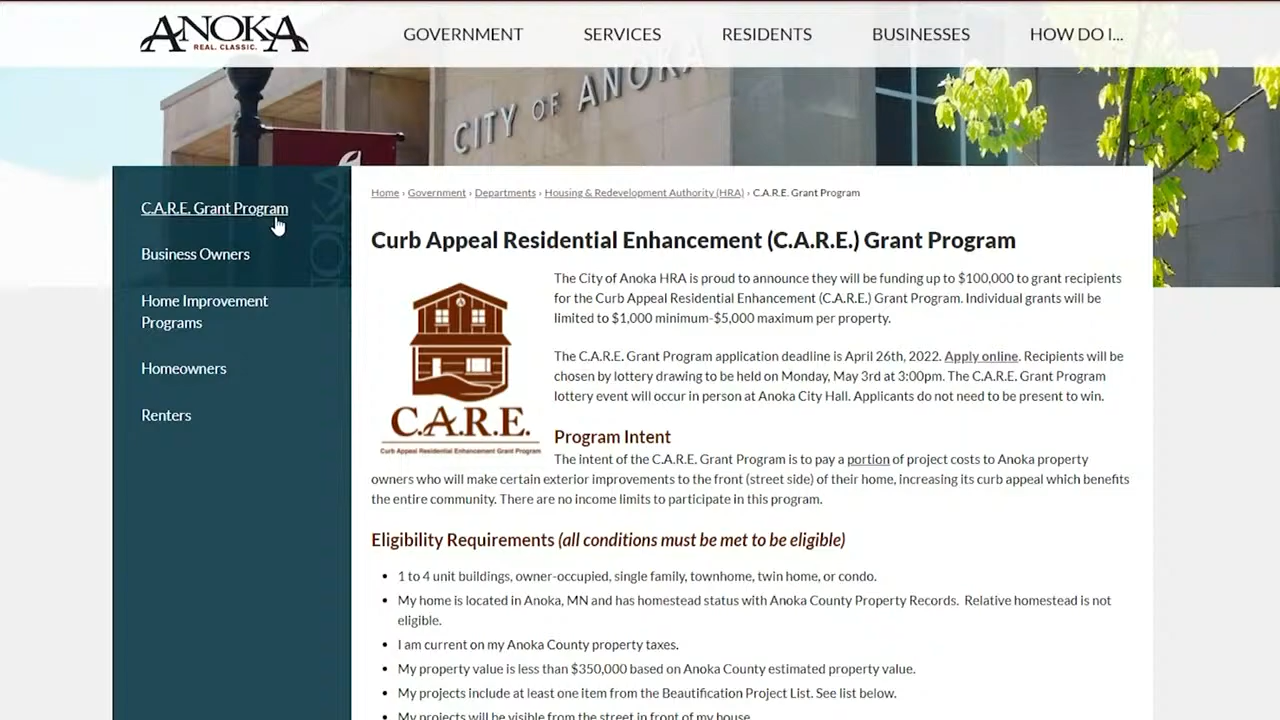 ANOKA
REAL. CLASSIC.
GOVERNMENT
SERVICES
RESIDENTS
BUSINESSES
HOW DO I...
CITY OF ANOKA
ANOKA
C.A.R.E. Grant Program
Business Owners
Home Improvement
Programs
Homeowners
Renters
Home › Government › Departments › Housing & Redevelopment Authority (HRA) › C.A.R.E. Grant Program
Curb Appeal Residential Enhancement (C.A.R.E.) Grant Program
C.A.R.E.
Curb Appeal Residential Enhancement Grant Program
The City of Anoka HRA is proud to announce they will be funding up to $100,000 to grant recipients
for the Curb Appeal Residential Enhancement (C.A.R.E.) Grant Program. Individual grants will be
limited to $1,000 minimum-$5,000 maximum per property.
The C.A.R.E. Grant Program application deadline is April 26th, 2022. Apply online. Recipients will be
chosen by lottery drawing to be held on Monday, May 3rd at 3:00pm. The C.A.R.E. Grant Program
lottery event will occur in person at Anoka City Hall. Applicants do not need to be present to win.
Program Intent
The intent of the C.A.R.E. Grant Program is to pay a portion of project costs to Anoka property
owners who will make certain exterior improvements to the front (street side) of their home, increasing its curb appeal which benefits
the entire community. There are no income limits to participate in this program.
Eligibility Requirements (all conditions must be met to be eligible)
• 1 to 4 unit buildings, owner-occupied, single family, townhome, twin home, or condo.
• My home is located in Anoka, MN and has homestead status with Anoka County Property Records. Relative homestead is not
eligible.
• I am current on my Anoka County property taxes.
• My property value is less than $350,000 based on Anoka County estimated property value.
• My projects include at least one item from the Beautification Project List. See list below.
• My projects will be visible from the street in front of my house.